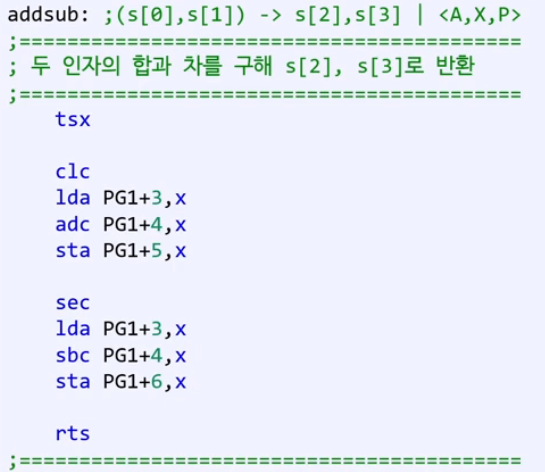 addsub: ;(s[0],s[1]) -> s[2],s[3] | <A,X,P>
;=========================================
; 두 인자의 합과 차를 구해 s[2], s[3]로 반환
;=========================================
tsx
clc
lda PG1+3,x
adc PG1+4,x
sta PG1+5,x
sec
lda PG1+3,x
sbc PG1+4,x
sta PG1+6,x
rts
;=========================================